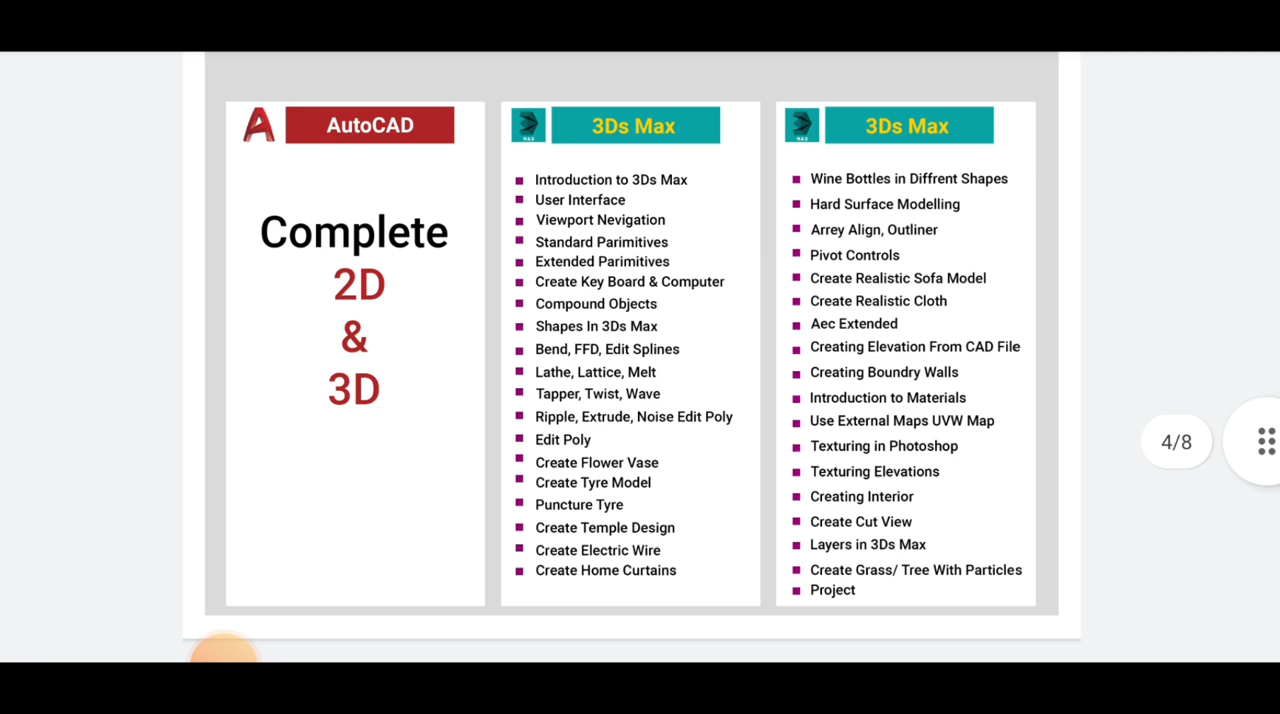 AutoCAD
Complete
2D
&
3D
MAX
3Ds Max
Introduction to 3Ds Max
User Interface
Viewport Nevigation
Standard Parimitives
Extended Parimitives
Create Key Board & Computer
Compound Objects
Shapes In 3Ds Max
Bend, FFD, Edit Splines
Lathe, Lattice, Melt
Tapper, Twist, Wave
Ripple, Extrude, Noise Edit Poly
Edit Poly
Create Flower Vase
Create Tyre Model
Puncture Tyre
Create Temple Design
Create Electric Wire
Create Home Curtains
MAX
3Ds Max
Wine Bottles in Diffrent Shapes
Hard Surface Modelling
Arrey Align, Outliner
Pivot Controls
Create Realistic Sofa Model
Create Realistic Cloth
Aec Extended
Creating Elevation From CAD File
Creating Boundry Walls
Introduction to Materials
Use External Maps UVW Map
Texturing in Photoshop
Texturing Elevations
Creating Interior
Create Cut View
Layers in 3Ds Max
Create Grass/ Tree With Particles
Project
4/8